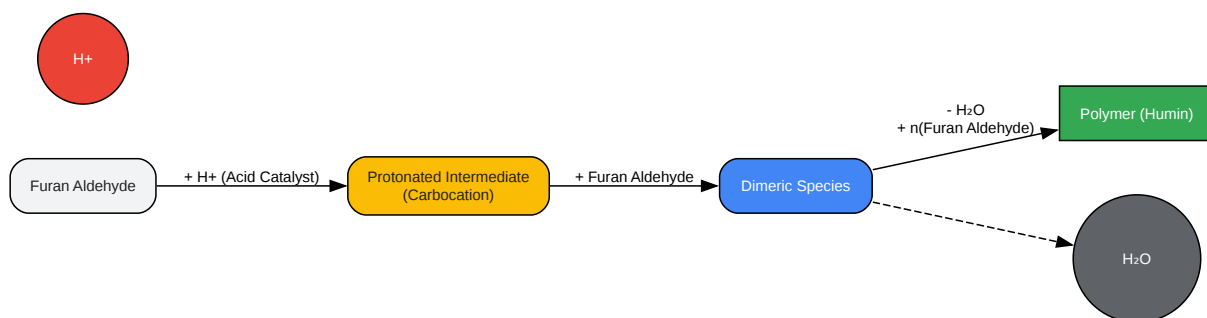 H+
Furan Aldehyde
+ H+ (Acid Catalyst)
Protonated Intermediate
(Carbocation)
+ Furan Aldehyde
Dimeric Species
- H₂O
+ n(Furan Aldehyde)
Polymer (Humin)
H₂O